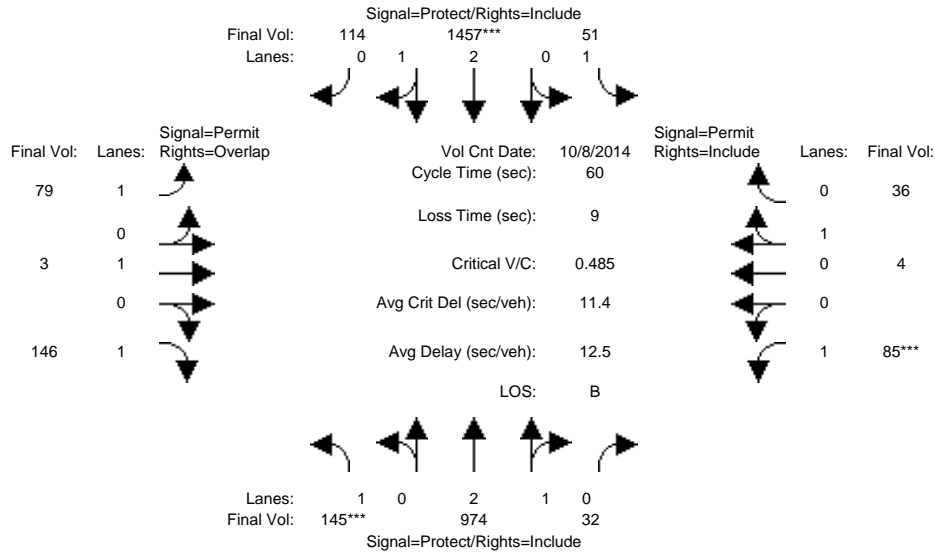 Signal=Protect/Rights=Include
Final Vol: 114 1457*** 51
Lanes: 0 1 2 0 1
Signal=Permit
Final Vol: Lanes: Rights=Overlap
Vol Cnt Date: 10/8/2014
Signal=Permit
Rights=Include Lanes: Final Vol:
Cycle Time (sec): 60
79 1
0 36
Loss Time (sec): 9
0
1
3 1
Critical V/C: 0.485
0 4
0
Avg Crit Del (sec/veh): 11.4
0
146 1
Avg Delay (sec/veh): 12.5
1 85***
LOS: B
Lanes: 1 0 2 1 0
Final Vol: 145*** 974 32
Signal=Protect/Rights=Include